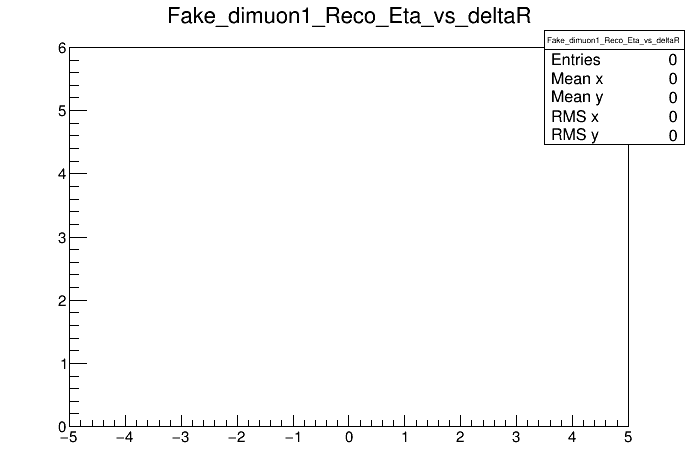 Fake_dimuon1_Reco_Eta_vs_deltaR
Fake_dimuon1_Reco_Eta_vs_deltaR
Entries 0
Mean x 0
Mean y 0
RMS x 0
RMS y 0
6
5
4
3
2
1
0
−5 −4 −3 −2 −1 0 1 2 3 4 5